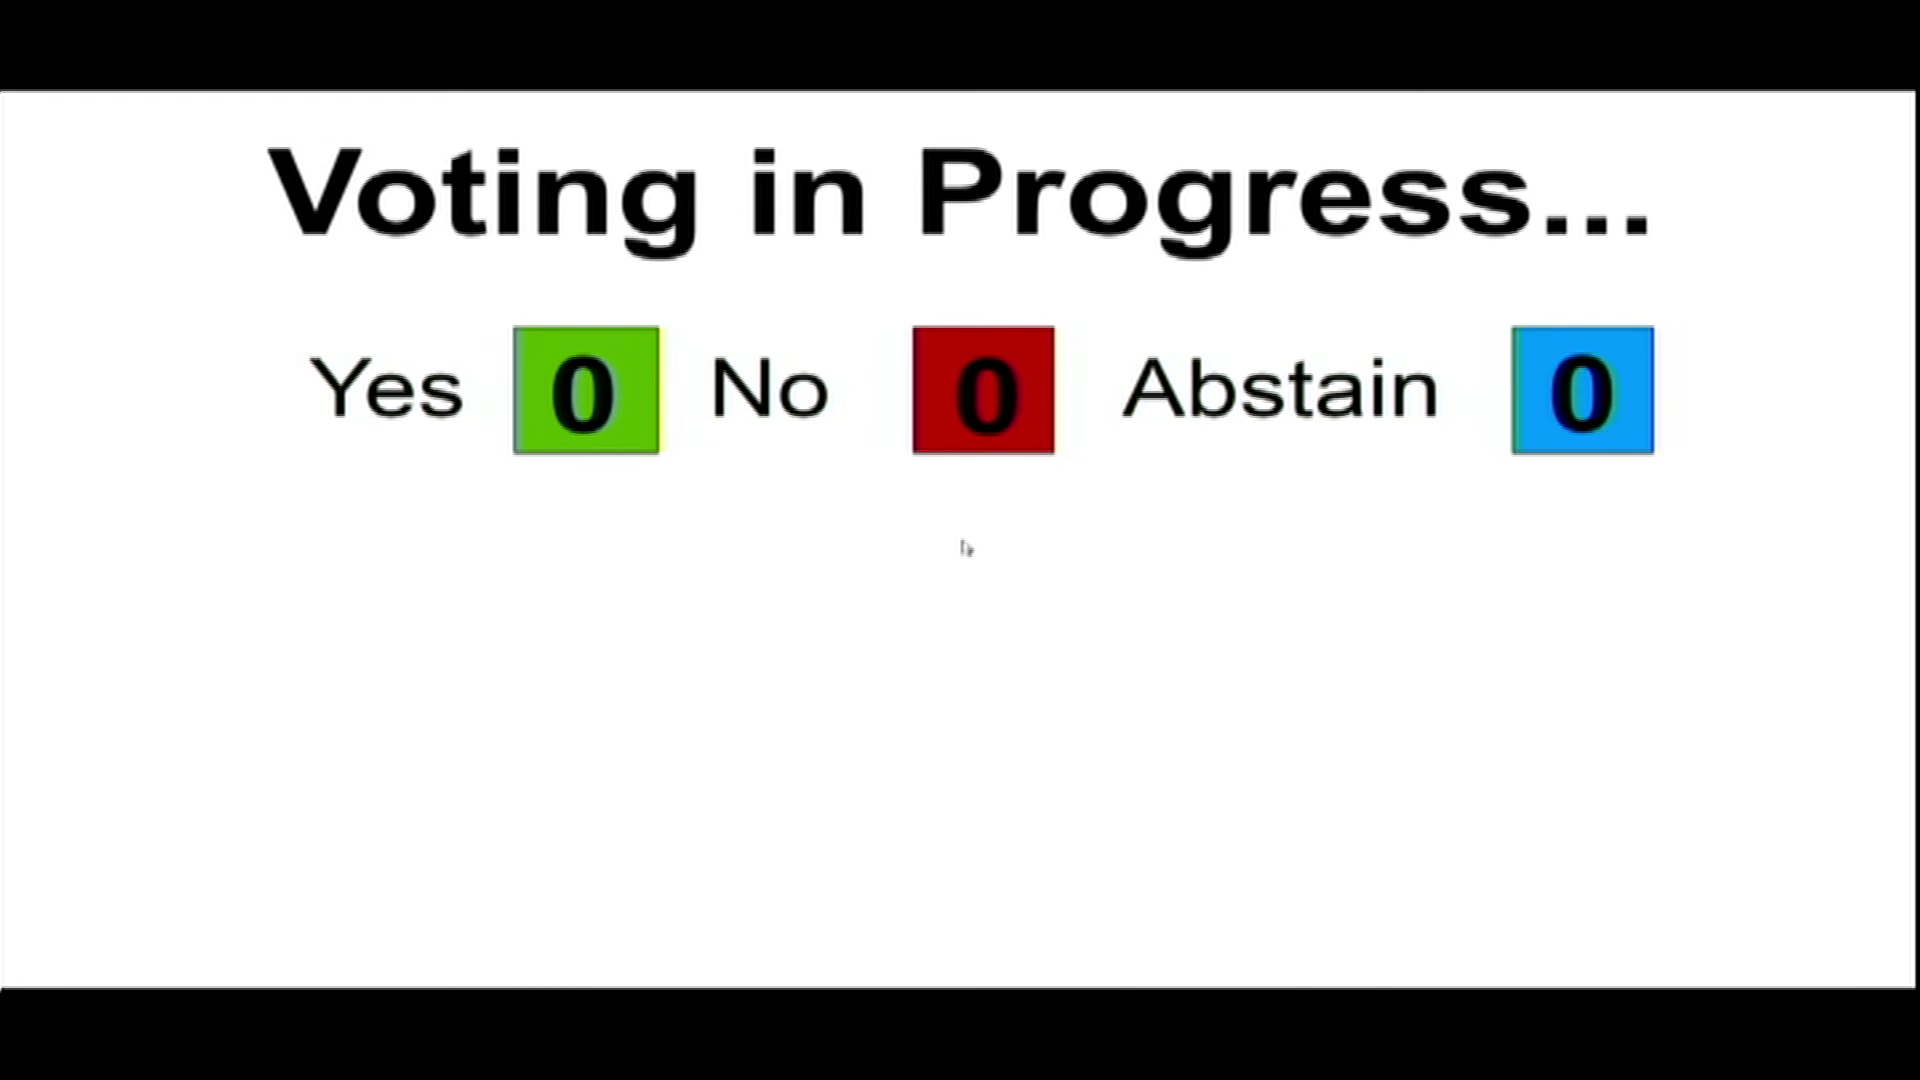 Voting in Progress...
Yes 0 No 0 Abstain 0